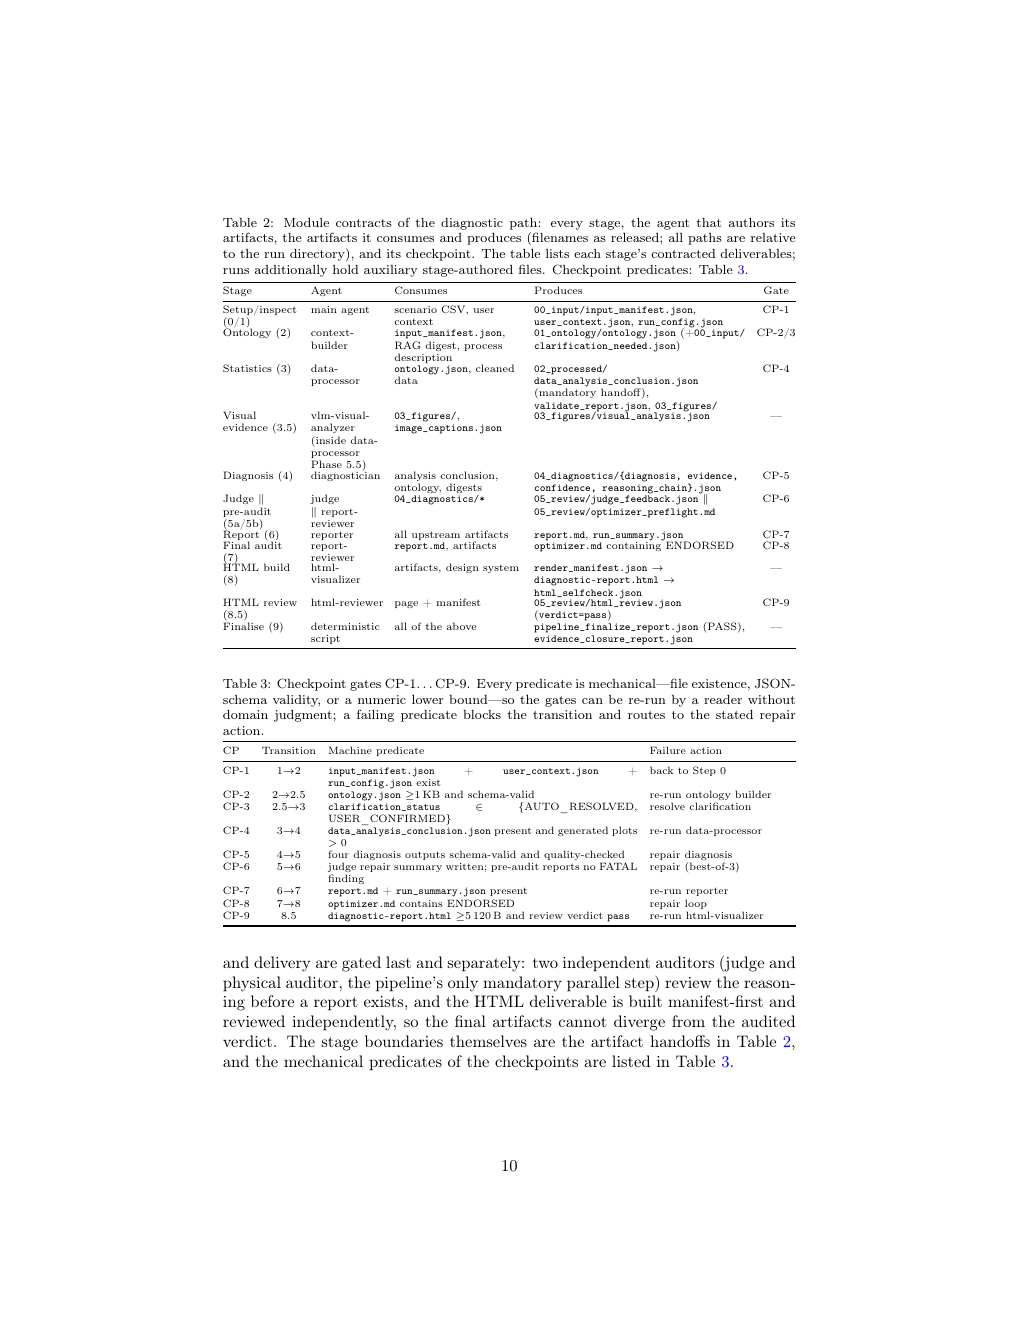 Table 2: Module contracts of the diagnostic path: every stage, the agent that authors its
artifacts, the artifacts it consumes and produces (filenames as released; all paths are relative
to the run directory), and its checkpoint. The table lists each stage's contracted deliverables;
runs additionally hold auxiliary stage-authored files. Checkpoint predicates: Table 3.
Stage Agent Consumes Produces Gate
Setup/inspect main agent scenario CSV, user 00_input/input_manifest.json, CP-1
(0/1) context user_context.json, run_config.json
Ontology (2) context- input_manifest.json, 01_ontology/ontology.json (+00_input/ CP-2/3
builder RAG digest, process clarification_needed.json)
description
Statistics (3) data- ontology.json, cleaned 02_processed/ CP-4
processor data data_analysis_conclusion.json
(mandatory handoff),
validate_report.json, 03_figures/
Visual vlm-visual- 03_figures/, 03_figures/visual_analysis.json —
evidence (3.5) analyzer image_captions.json
(inside data-
processor
Phase 5.5)
Diagnosis (4) diagnostician analysis conclusion, 04_diagnostics/{diagnosis, evidence, CP-5
ontology, digests confidence, reasoning_chain}.json
Judge ∥ judge 04_diagnostics/* 05_review/judge_feedback.json ∥ CP-6
pre-audit ∥ report- 05_review/optimizer_preflight.md
(5a/5b) reviewer
Report (6) reporter all upstream artifacts report.md, run_summary.json CP-7
Final audit report- report.md, artifacts optimizer.md containing ENDORSED CP-8
(7) reviewer
HTML build html- artifacts, design system render_manifest.json → —
(8) visualizer diagnostic-report.html →
html_selfcheck.json
HTML review html-reviewer page + manifest 05_review/html_review.json CP-9
(8.5) (verdict=pass)
Finalise (9) deterministic all of the above pipeline_finalize_report.json (PASS), —
script evidence_closure_report.json
Table 3: Checkpoint gates CP-1...CP-9. Every predicate is mechanical—file existence, JSON-
schema validity, or a numeric lower bound—so the gates can be re-run by a reader without
domain judgment; a failing predicate blocks the transition and routes to the stated repair
action.
CP Transition Machine predicate Failure action
CP-1 1→2 input_manifest.json + user_context.json + back to Step 0
run_config.json exist
CP-2 2→2.5 ontology.json ≥1 KB and schema-valid re-run ontology builder
CP-3 2.5→3 clarification_status ∈ {AUTO_RESOLVED, resolve clarification
USER_CONFIRMED}
CP-4 3→4 data_analysis_conclusion.json present and generated plots re-run data-processor
> 0
CP-5 4→5 four diagnosis outputs schema-valid and quality-checked repair diagnosis
CP-6 5→6 judge repair summary written; pre-audit reports no FATAL repair (best-of-3)
finding
CP-7 6→7 report.md + run_summary.json present re-run reporter
CP-8 7→8 optimizer.md contains ENDORSED repair loop
CP-9 8.5 diagnostic-report.html ≥5 120 B and review verdict pass re-run html-visualizer
and delivery are gated last and separately: two independent auditors (judge and
physical auditor, the pipeline's only mandatory parallel step) review the reason-
ing before a report exists, and the HTML deliverable is built manifest-first and
reviewed independently, so the final artifacts cannot diverge from the audited
verdict. The stage boundaries themselves are the artifact handoffs in Table 2,
and the mechanical predicates of the checkpoints are listed in Table 3.
10